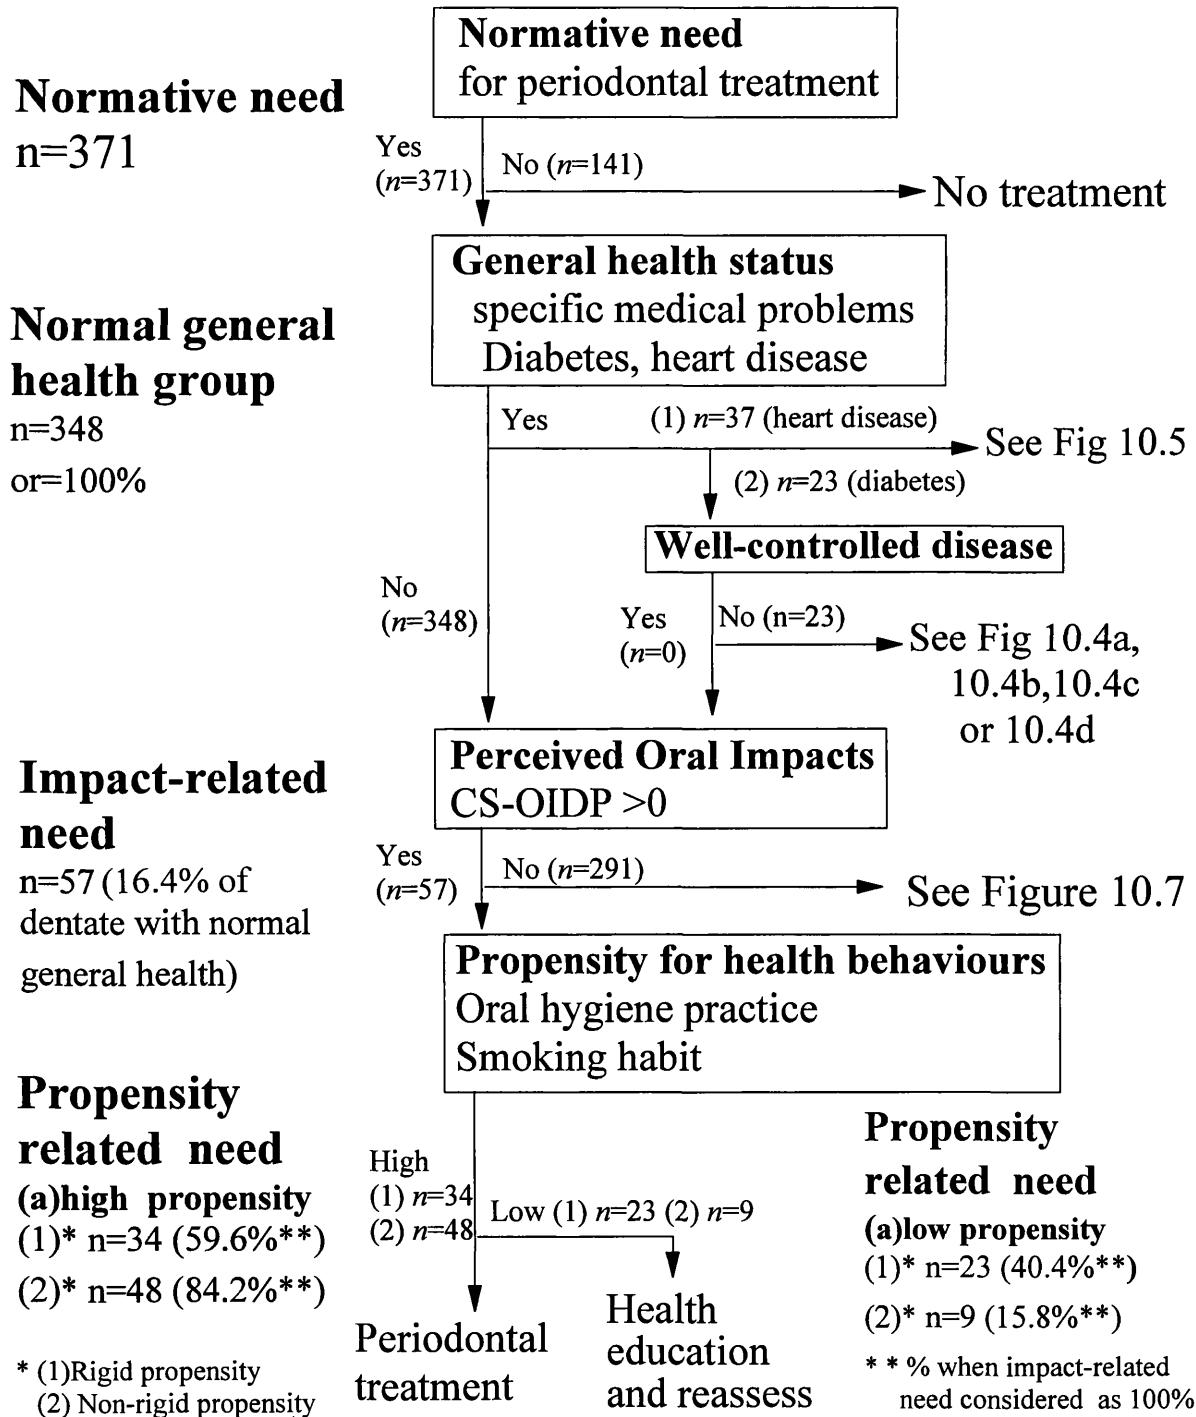 Normative need
for periodontal treatment
Normative need
n=371
Yes
(n=371)
No (n=141)
No treatment
General health status
specific medical problems
Diabetes, heart disease
Normal general
health group
n=348
or=100%
Yes
(1) n=37 (heart disease)
See Fig 10.5
(2) n=23 (diabetes)
Well-controlled disease
No
(n=348)
Yes
(n=0)
No (n=23)
See Fig 10.4a,
10.4b,10.4c
or 10.4d
Perceived Oral Impacts
CS-OIDP >0
Impact-related
need
n=57 (16.4% of
dentate with normal
general health)
Yes
(n=57)
No (n=291)
See Figure 10.7
Propensity for health behaviours
Oral hygiene practice
Smoking habit
Propensity
related need
(a)high propensity
(1)* n=34 (59.6%**)
(2)* n=48 (84.2%**)
* (1)Rigid propensity
(2) Non-rigid propensity
High
(1) n=34
(2) n=48
Low (1) n=23 (2) n=9
Periodontal
treatment
Health
education
and reassess
Propensity
related need
(a)low propensity
(1)* n=23 (40.4%**)
(2)* n=9 (15.8%**)
* * % when impact-related
need considered as 100%